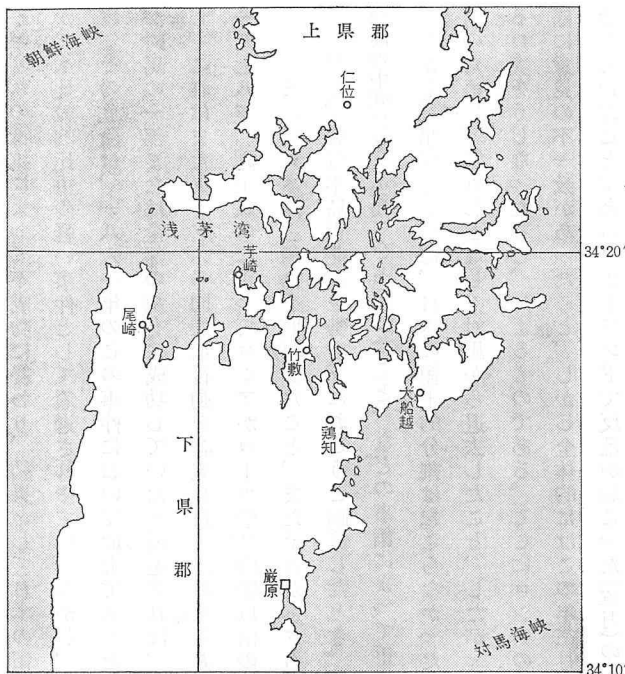 朝鮮海峡
上県郡
仁位
浅茅湾
34°20′
芋崎
尾崎
竹敷
大船越
鶏知
下県郡
厳原
対馬海峡
34°10′